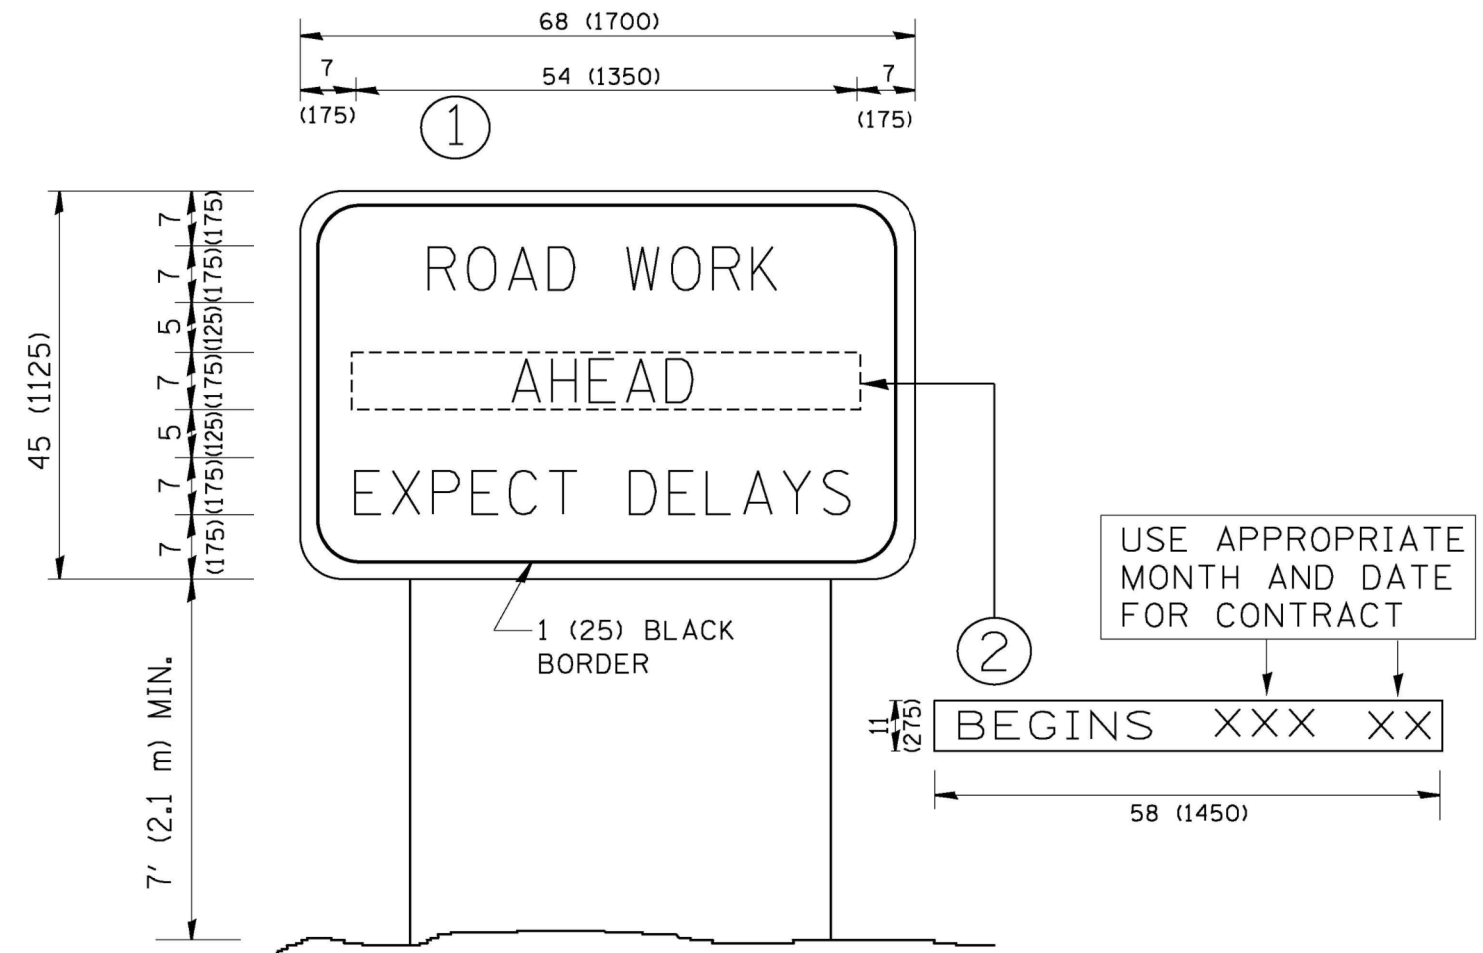 68 (1700)
7
54 (1350)
7
(175)
(175)
1
45 (1125)
7 (175)
7 (175)
5 (125)
7 (175)
5 (125)
7 (175)
7 (175)
ROAD WORK
AHEAD
EXPECT DELAYS
1 (25) BLACK
BORDER
7' (2.1 m) MIN.
USE APPROPRIATE
MONTH AND DATE
FOR CONTRACT
2
11
(275)
BEGINS XXX XX
58 (1450)